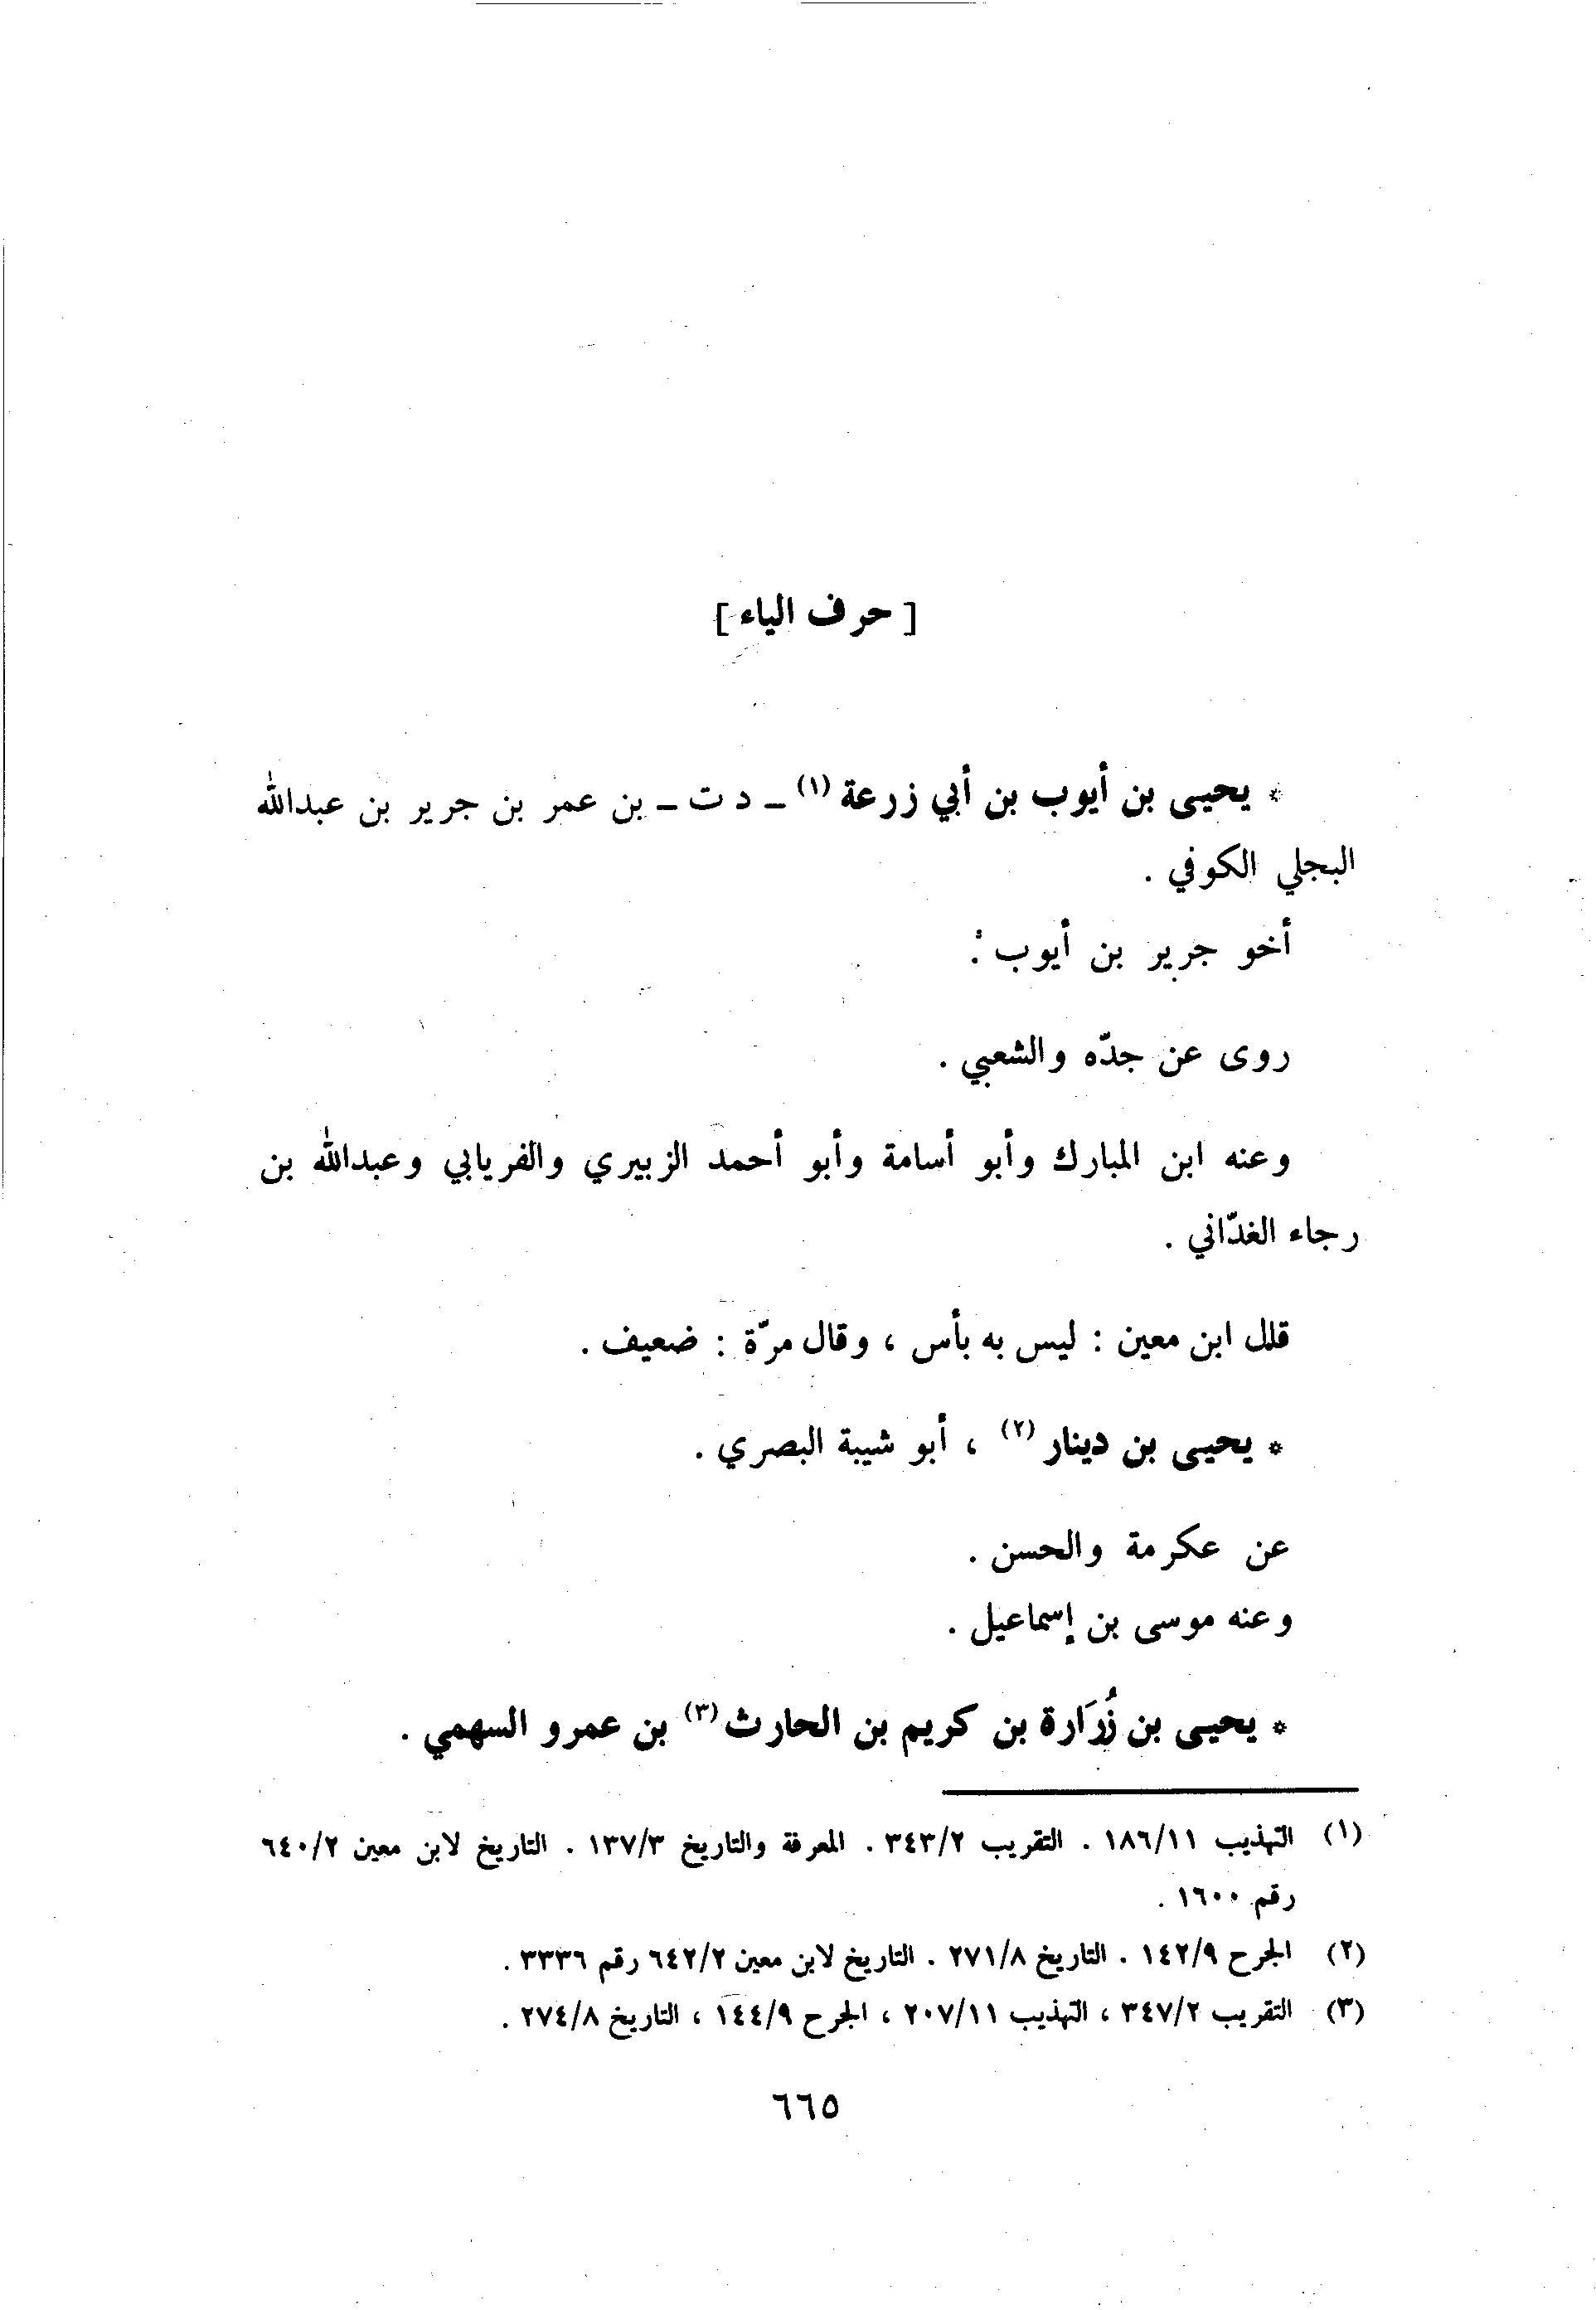 [ حرف الياء ]
* يحيى بن أيوب بن أبي زرعة (١) ـ د ت ـ بن عمر بن جرير بن عبدالله
البجلي الكوفي .
أخو جرير بن أيوب .
روى عن جدّه والشعبي .
وعنه ابن المبارك وأبو أسامة وأبو أحمد الزبيري والفريابي وعبدالله بن
رجاء الغدّاني .
قلل ابن معين : ليس به بأس ، وقال مرّة : ضعيف .
* يحيى بن دينار (٢) ، أبو شيبة البصري .
عن عكرمة والحسن .
وعنه موسى بن إسماعيل .
* يحيى بن زُرَارة بن كريم بن الحارث (٣) بن عمرو السهمي .
(١) التهذيب ١٨٦/١١ . التقريب ٣٤٣/٢ . المعرفة والتاريخ ١٣٧/٣ . التاريخ لابن معين ٦٤٠/٢
رقم ١٦٠٠ .
(٢) الجرح ١٤٢/٩ . التاريخ ٢٧١/٨ . التاريخ لابن معين ٦٤٢/٢ رقم ٣٣٣٦ .
(٣) التقريب ٣٤٧/٢ ، التهذيب ٢٠٧/١١ ، الجرح ١٤٤/٩ ، التاريخ ٢٧٤/٨ .
٦٦٥